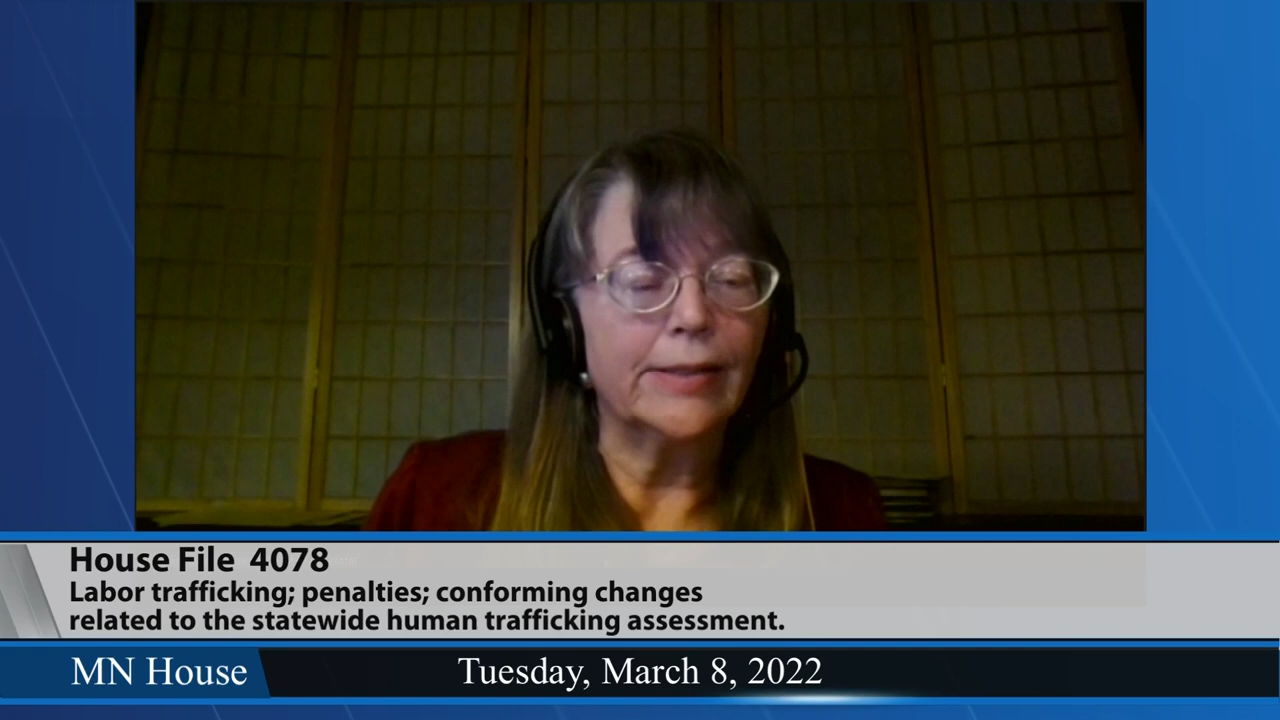 House File 4078
Labor trafficking; penalties; conforming changes
related to the statewide human trafficking assessment.
MN House
Tuesday, March 8, 2022